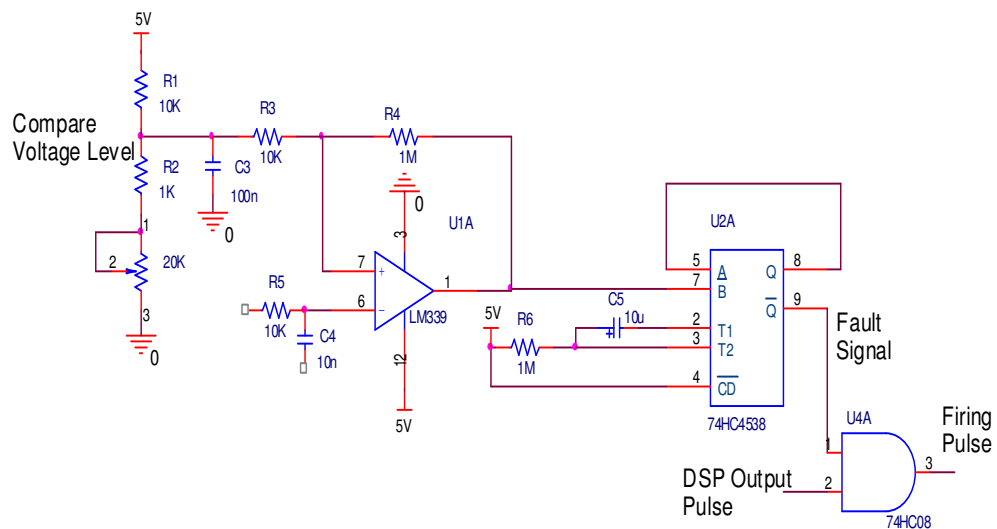 5V
R1
10K
Compare
Voltage Level
R2
1K
C3
100n
R3
10K
R4
1M
0
0
1
2
20K
3
0
U1A
3
7
+
6
−
1
LM339
12
5V
R5
10K
C4
10n
U2A
5
A
Q
8
7
B
Q
9
2
T1
3
T2
4
CD
74HC4538
5V
R6
1M
C5
10u
+
Fault
Signal
U4A
1
2
3
74HC08
Firing
Pulse
DSP Output
Pulse